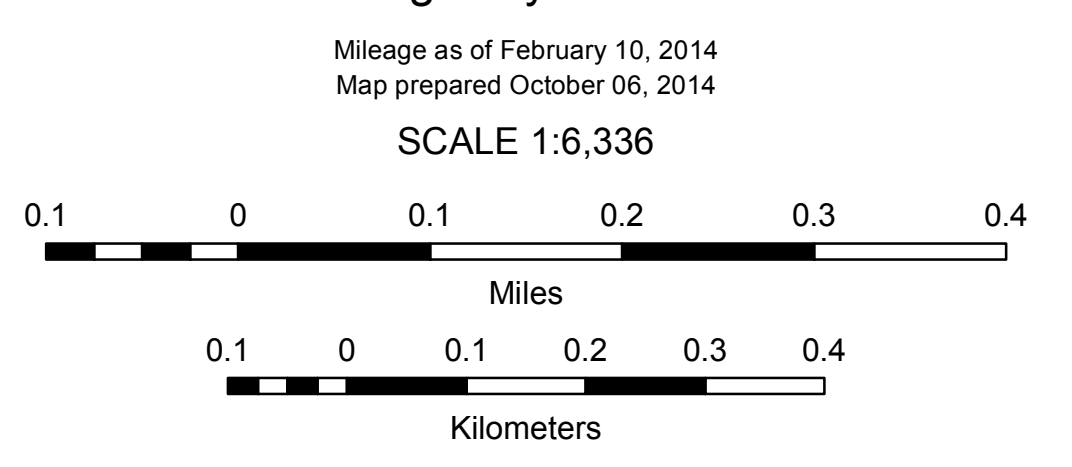 Mileage as of February 10, 2014
Map prepared October 06, 2014
SCALE 1:6,336
0.1 0 0.1 0.2 0.3 0.4
Miles
0.1 0 0.1 0.2 0.3 0.4
Kilometers